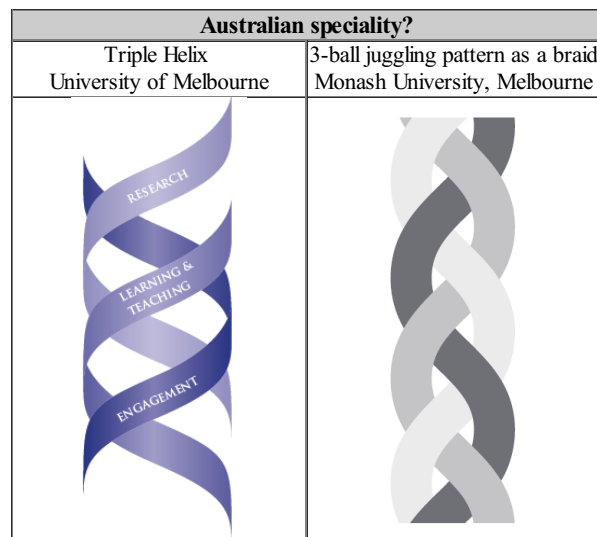 Australian speciality?
Triple Helix
University of Melbourne
3-ball juggling pattern as a braid
Monash University, Melbourne
RESEARCH
LEARNING &
TEACHING
ENGAGEMENT